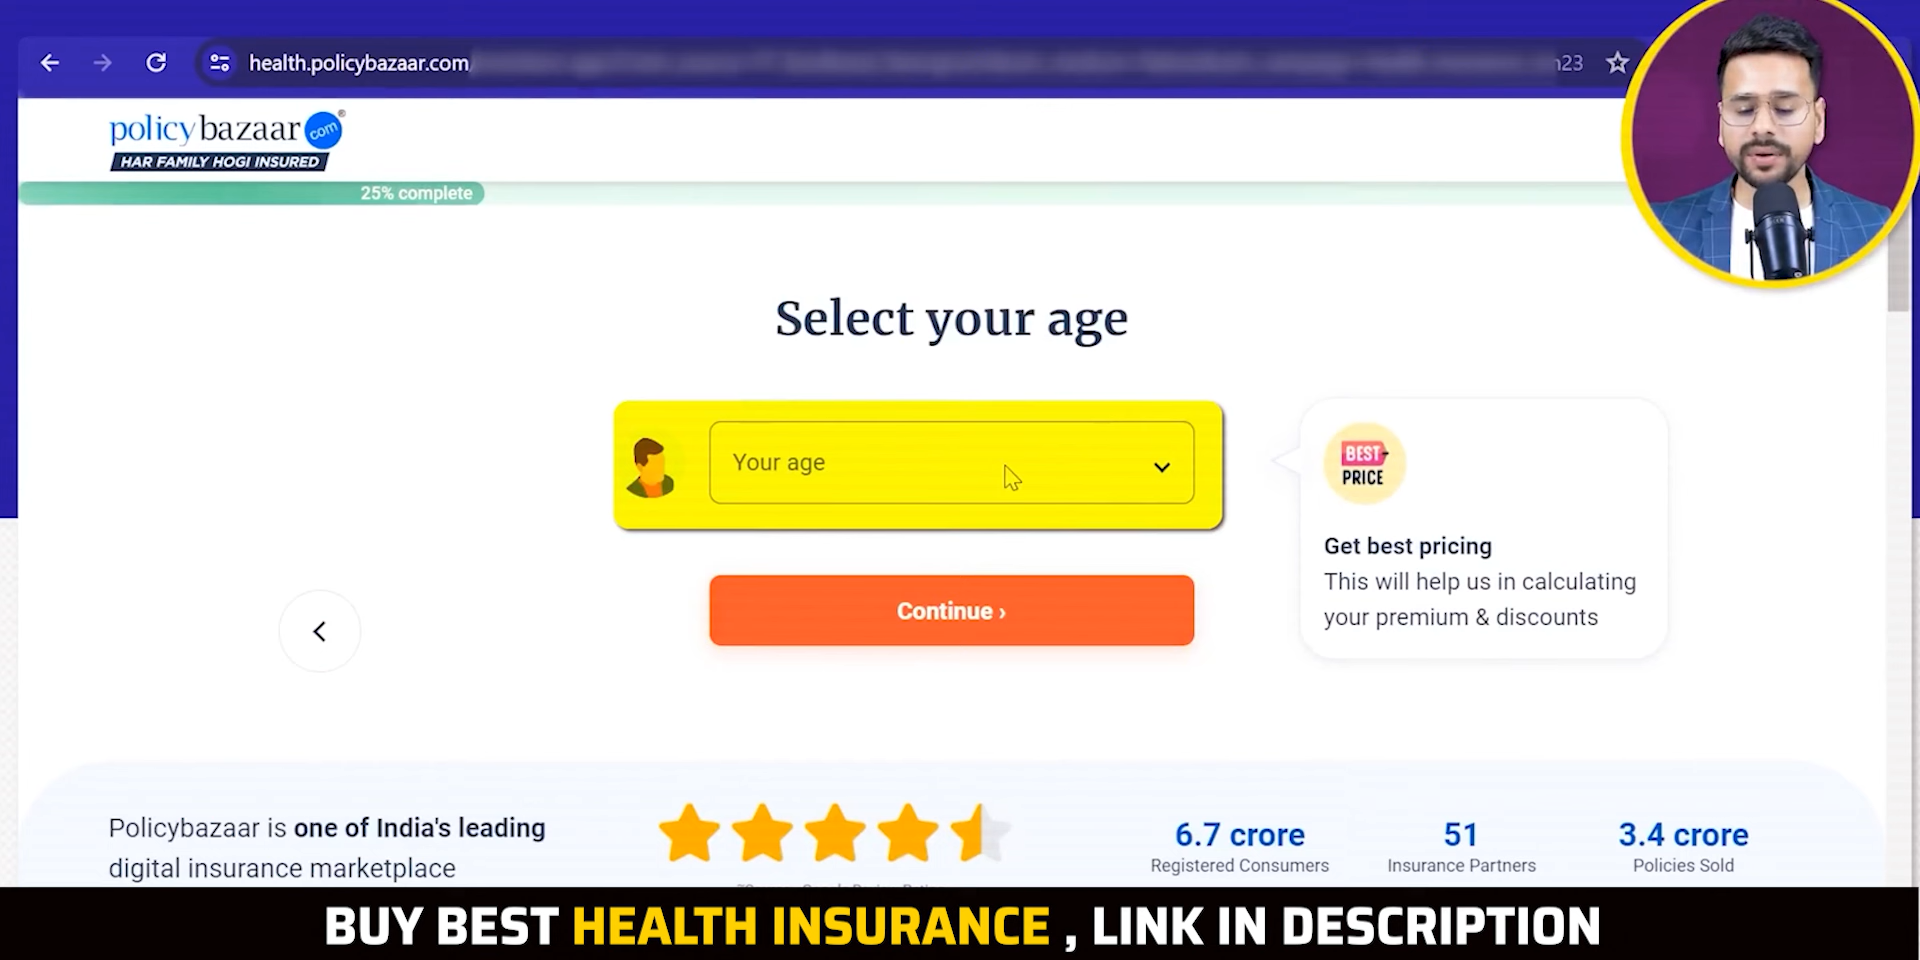 health.policybazaar.com/
n23
policybazaar com ®
HAR FAMILY HOGI INSURED
25% complete
Select your age
Your age
BEST
PRICE
Get best pricing
This will help us in calculating
your premium & discounts
Continue ›
Policybazaar is one of India's leading
digital insurance marketplace
6.7 crore
Registered Consumers
51
Insurance Partners
3.4 crore
Policies Sold
BUY BEST HEALTH INSURANCE , LINK IN DESCRIPTION